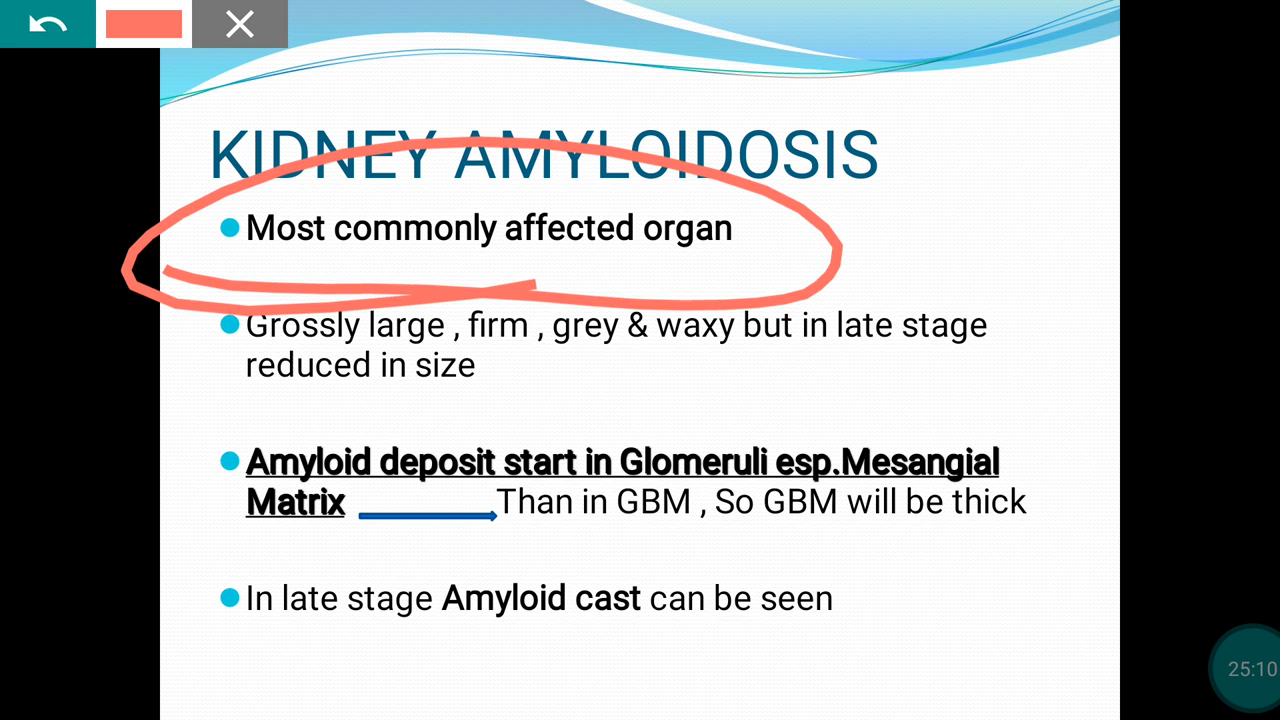 KIDNEY AMYLOIDOSIS
Most commonly affected organ
Grossly large , firm , grey & waxy but in late stage
reduced in size
Amyloid deposit start in Glomeruli esp.Mesangial
Matrix Than in GBM , So GBM will be thick
In late stage Amyloid cast can be seen
25:10